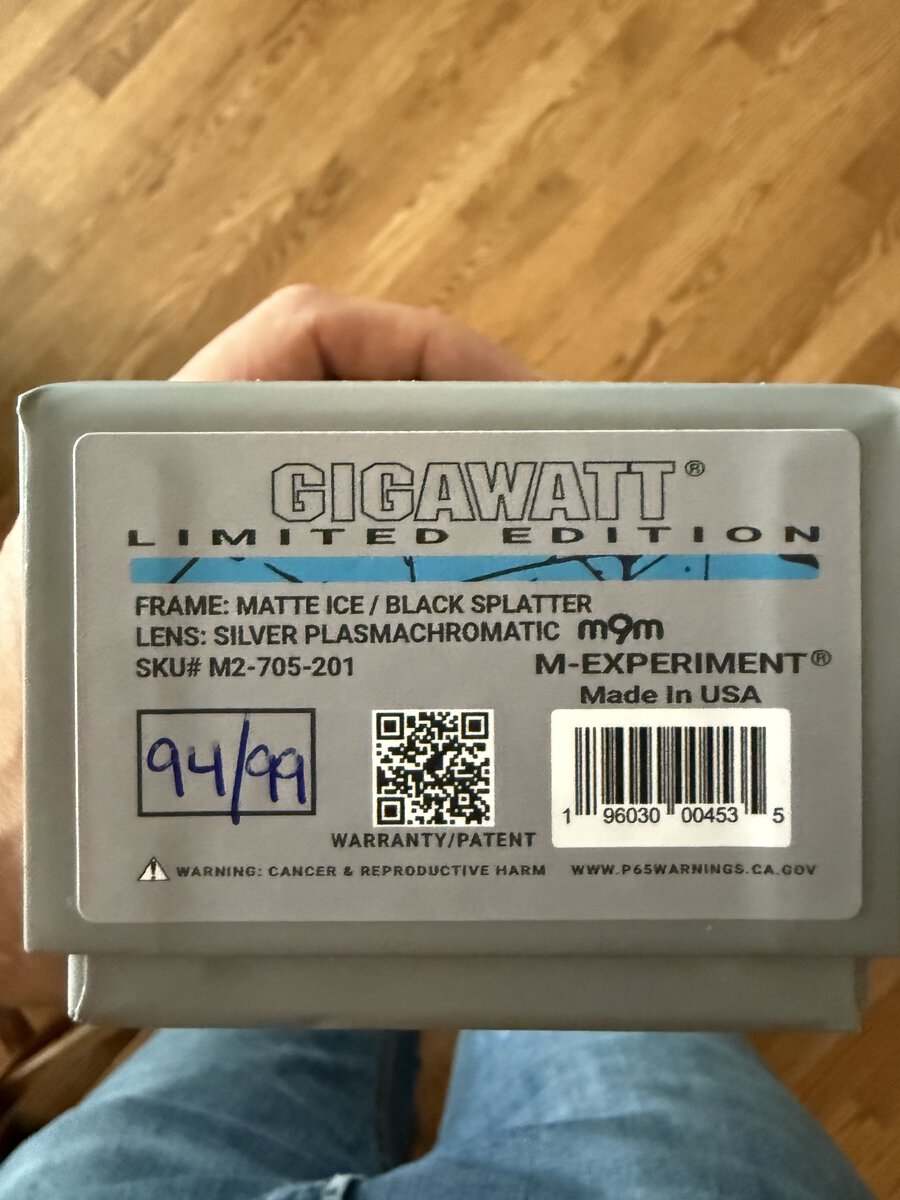 GIGAWATT®
LIMITED EDITION
FRAME: MATTE ICE / BLACK SPLATTER
LENS: SILVER PLASMACHROMATIC m9m
SKU# M2-705-201 M-EXPERIMENT®
Made In USA
94/99
1 96030 00453 5
WARRANTY/PATENT
WARNING: CANCER & REPRODUCTIVE HARM WWW.P65WARNINGS.CA.GOV